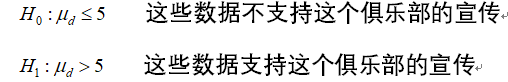 H₀ : μ_d ≤ 5 这些数据不支持这个俱乐部的宣传↵
H₁ : μ_d > 5 这些数据支持这个俱乐部的宣传↵